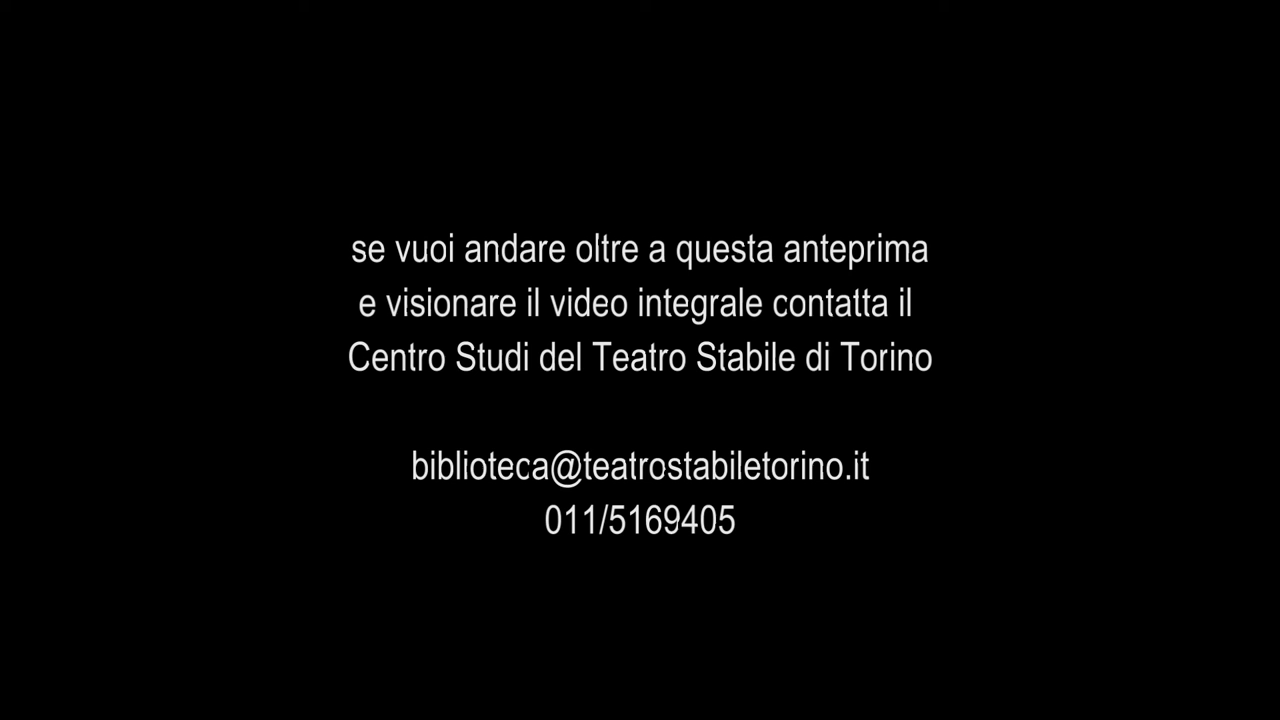 se vuoi andare oltre a questa anteprima
e visionare il video integrale contatta il
Centro Studi del Teatro Stabile di Torino
biblioteca@teatrostabiletorino.it
011/5169405